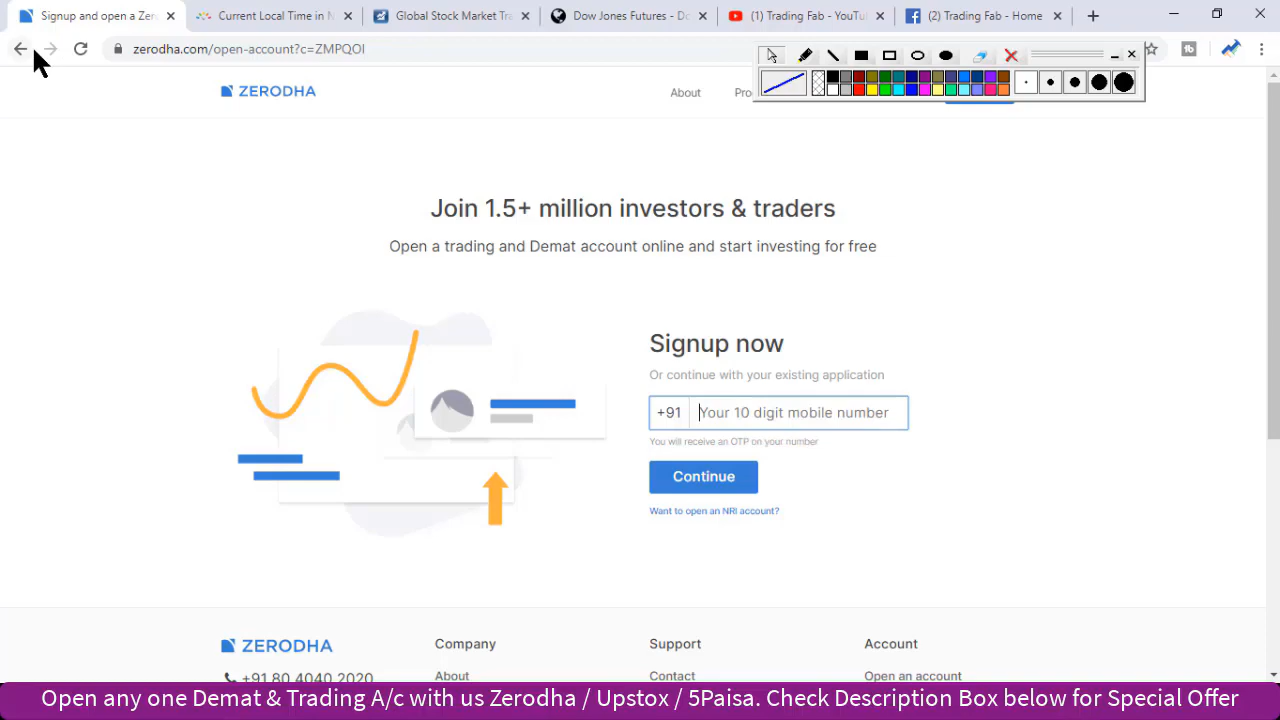 Signup and open a Zer
Current Local Time in N
Global Stock Market Tra
Dow Jones Futures - Do
(1) Trading Fab - YouTu
(2) Trading Fab - Home
zerodha.com/open-account?c=ZMPQOI
ZERODHA
About
Pro
Join 1.5+ million investors & traders
Open a trading and Demat account online and start investing for free
Signup now
Or continue with your existing application
+91 Your 10 digit mobile number
You will receive an OTP on your number
Continue
Want to open an NRI account?
ZERODHA
Company
Support
Account
+91 80 4040 2020
About
Contact
Open an account
Open any one Demat & Trading A/c with us Zerodha / Upstox / 5Paisa. Check Description Box below for Special Offer